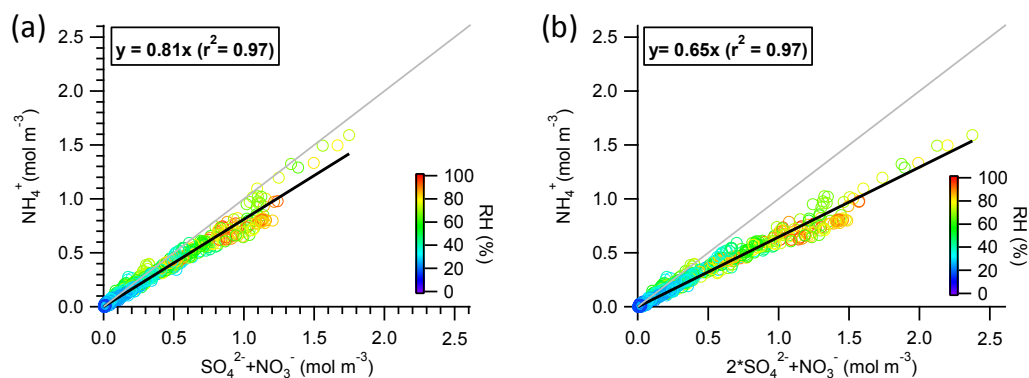 (a)
y = 0.81x (r² = 0.97)
NH₄⁺ (mol m⁻³)
2.5
2.0
1.5
1.0
0.5
0.0
0.0 0.5 1.0 1.5 2.0 2.5
SO₄²⁻+NO₃⁻ (mol m⁻³)
100
80
60
40
20
0
RH (%)
(b)
y= 0.65x (r² = 0.97)
NH₄⁺ (mol m⁻³)
2.5
2.0
1.5
1.0
0.5
0.0
0.0 0.5 1.0 1.5 2.0 2.5
2*SO₄²⁻+NO₃⁻ (mol m⁻³)
100
80
60
40
20
0
RH (%)